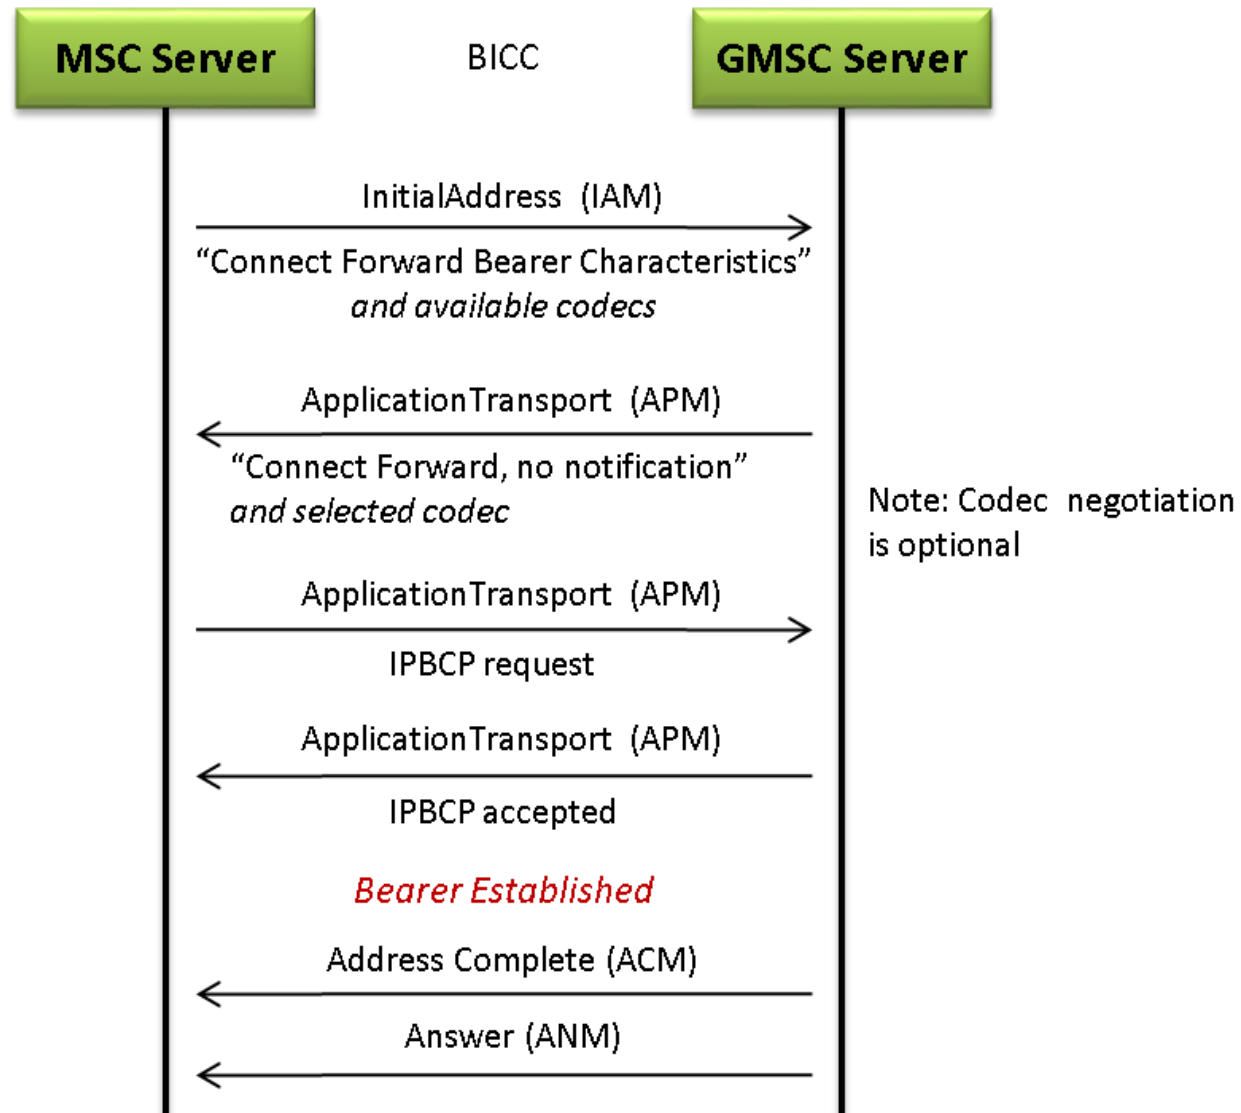 MSC Server
BICC
GMSC Server
InitialAddress (IAM)
“Connect Forward Bearer Characteristics”
and available codecs
ApplicationTransport (APM)
“Connect Forward, no notification”
and selected codec
Note: Codec negotiation
is optional
ApplicationTransport (APM)
IPBCP request
ApplicationTransport (APM)
IPBCP accepted
Bearer Established
Address Complete (ACM)
Answer (ANM)